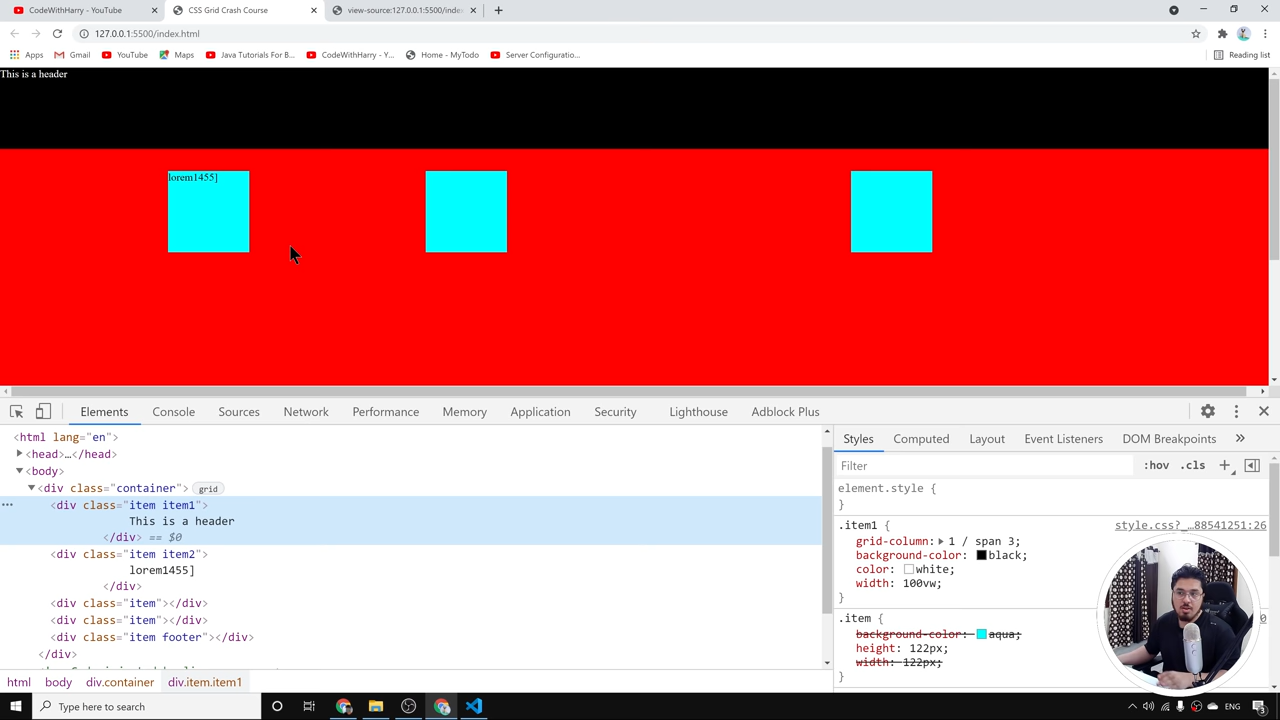 CodeWithHarry - YouTube
CSS Grid Crash Course
view-source:127.0.0.1:5500/index
127.0.0.1:5500/index.html
Apps
Gmail
YouTube
Maps
Java Tutorials For B...
CodeWithHarry - Y...
Home - MyTodo
Server Configuratio...
Reading list
This is a header
lorem1455]
Elements
Console
Sources
Network
Performance
Memory
Application
Security
Lighthouse
Adblock Plus
<html lang="en">
<head>…</head>
<body>
<div class="container"> grid
<div class="item item1">
This is a header
</div> == $0
<div class="item item2">
lorem1455]
</div>
<div class="item"></div>
<div class="item"></div>
<div class="item footer"></div>
</div>
Styles
Computed
Layout
Event Listeners
DOM Breakpoints
Filter
:hov
.cls
element.style {
}
.item1 {
style.css?_…88541251:26
grid-column: 1 / span 3;
background-color: black;
color: white;
width: 100vw;
}
.item {
background-color: aqua;
height: 122px;
width: 122px;
}
html
body
div.container
div.item.item1
Type here to search
ENG
3